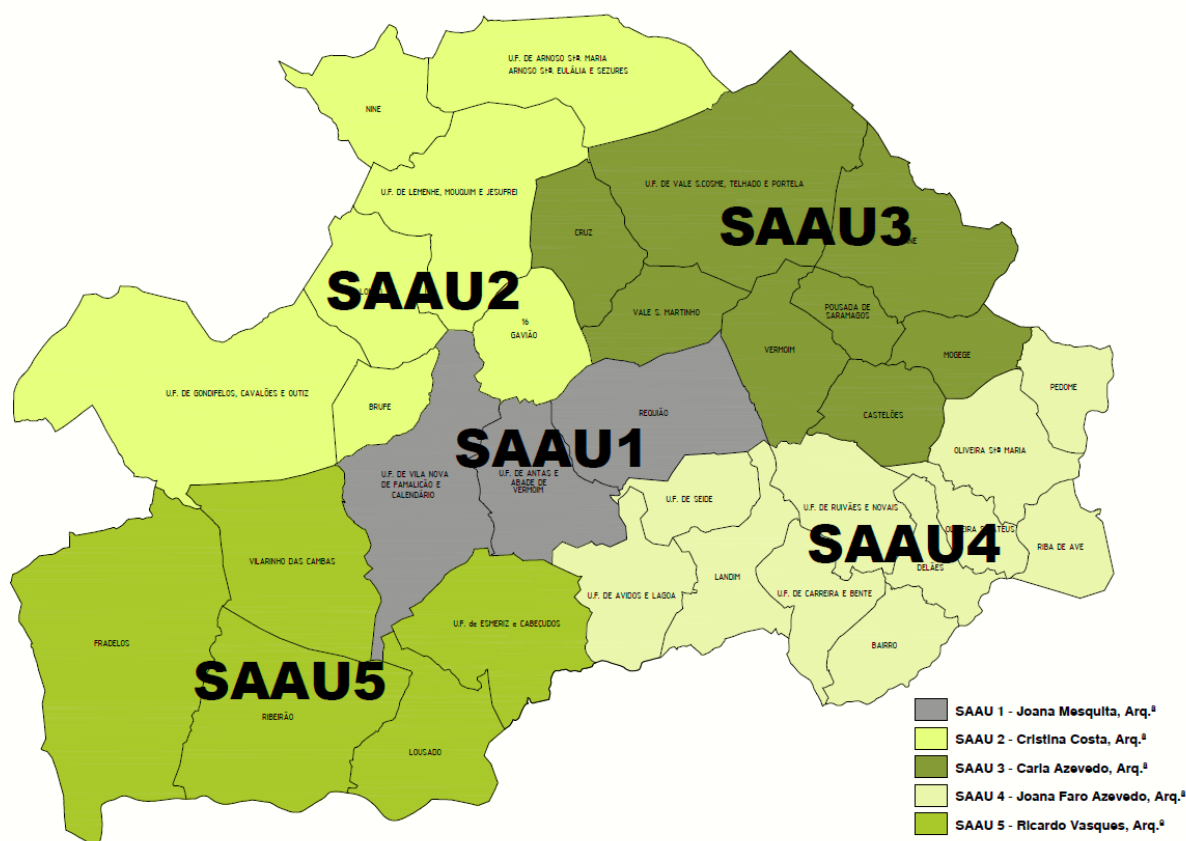 U.F. DE ARNOSO Stª. MARIA
ARNOSO Stª. EULÁLIA E SEZURES
NINE
U.F. DE LEMENHE, MOUQUIM E JESUFREI
U.F. DE VALE S.COSME, TELHADO E PORTELA
CRUZ
SAAU3
SAAU2
16
GAVIÃO
VALE S. MARTINHO
POUSADA DE
SARAMAGOS
VERMOIM
MOGEGE
PEDOME
U.F. DE GONDIFELOS, CAVALÕES E OUTIZ
BRUFE
REQUIÃO
CASTELÕES
SAAU1
OLIVEIRA Stª MARIA
U.F. DE VILA NOVA
DE FAMALICÃO E
CALENDÁRIO
U.F. DE ANTAS E
ABADE DE
VERMOIM
U.F. DE SEIDE
U.F. DE RUIVÃES E NOVAIS
SAAU4
RIBA DE AVE
VILARINHO DAS CAMBAS
DELÃES
LANDIM
U.F. DE AVIDOS E LAGOA
U.F. DE CARREIRA E BENTE
U.F. de ESMERIZ e CABEÇUDOS
FRADELOS
BAIRRO
SAAU5
RIBEIRÃO
LOUSADO
SAAU 1 - Joana Mesquita, Arq.ª
SAAU 2 - Cristina Costa, Arq.ª
SAAU 3 - Carla Azevedo, Arq.ª
SAAU 4 - Joana Faro Azevedo, Arq.ª
SAAU 5 - Ricardo Vasques, Arq.º